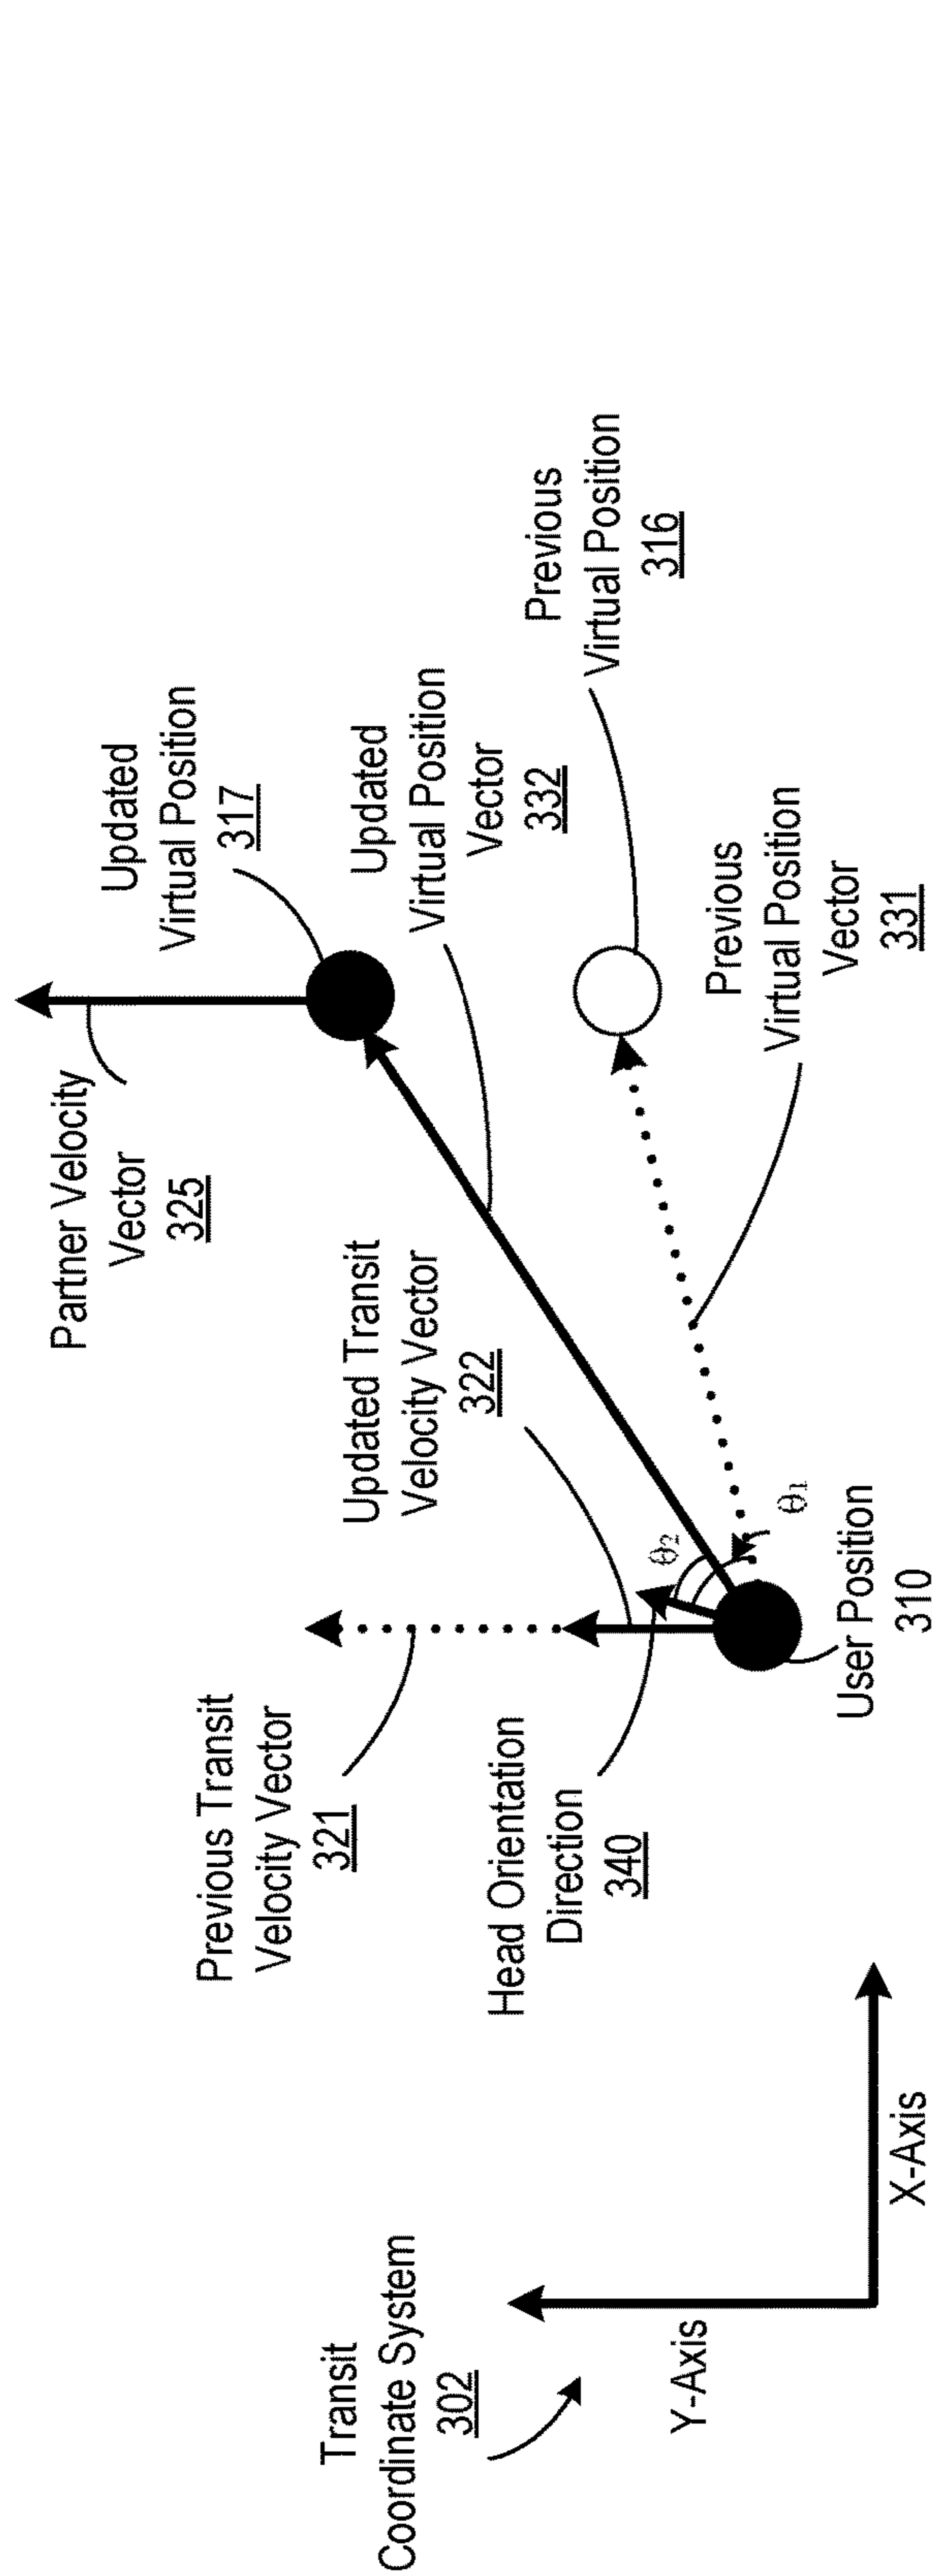 Transit
Coordinate System
302
Y-Axis
X-Axis
Previous Transit
Velocity Vector
321
Head Orientation
Direction
340
User Position
310
Updated Transit
Velocity Vector
322
θ2
θ1
Partner Velocity
Vector
325
Updated
Virtual Position
317
Updated
Virtual Position
Vector
332
Previous
Virtual Position
Vector
331
Previous
Virtual Position
316